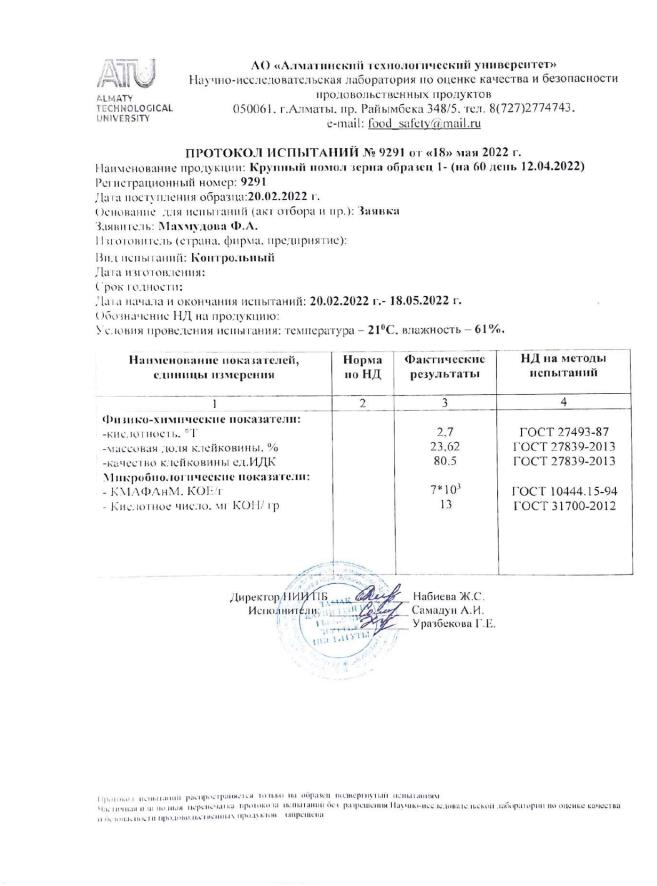 ATU
ALMATY
TECHNOLOGICAL
UNIVERSITY
АО «Алматинский технологический университет»
Научно-исследовательская лаборатория по оценке качества и безопасности
продовольственных продуктов
050061, г.Алматы, пр. Райымбека 348/5, тел. 8(727)2774743,
e-mail: food_safety@mail.ru
ПРОТОКОЛ ИСПЫТАНИЙ № 9291 от «18» мая 2022 г.
Наименование продукции: Крупный помол зерна образец 1- (на 60 день 12.04.2022)
Регистрационный номер: 9291
Дата поступления образца:20.02.2022 г.
Основание для испытаний (акт отбора и пр.): Заявка
Заявитель: Махмудова Ф.А.
Изготовитель (страна, фирма, предприятие):
Вид испытаний: Контрольный
Дата изготовления:
Срок годности:
Дата начала и окончания испытаний: 20.02.2022 г.- 18.05.2022 г.
Обозначение НД на продукцию:
Условия проведения испытания: температура – 21⁰С, влажность – 61%.
Наименование показателей, единицы измерения Норма по НД Фактические результаты НД на методы испытаний
1 2 3 4
Физико-химические показатели:
-кислотность, °Т 2,7 ГОСТ 27493-87
-массовая доля клейковины, % 23,62 ГОСТ 27839-2013
-качество клейковины ед.ИДК 80,5 ГОСТ 27839-2013
Микробиологические показатели:
- КМАФАнМ, КОЕ/г 7*10³ ГОСТ 10444.15-94
- Кислотное число, мг КОН/ гр 13 ГОСТ 31700-2012
Директор НИИ ПБ Набиева Ж.С.
Исполнители: Самадун А.И.
Уразбекова Г.Е.
Протокол испытаний распространяется только на образец подвергнутый испытаниям
Частичная или полная перепечатка протокола испытаний без разрешения Научно-исследовательской лаборатории по оценке качества
и безопасности продовольственных продуктов запрещена